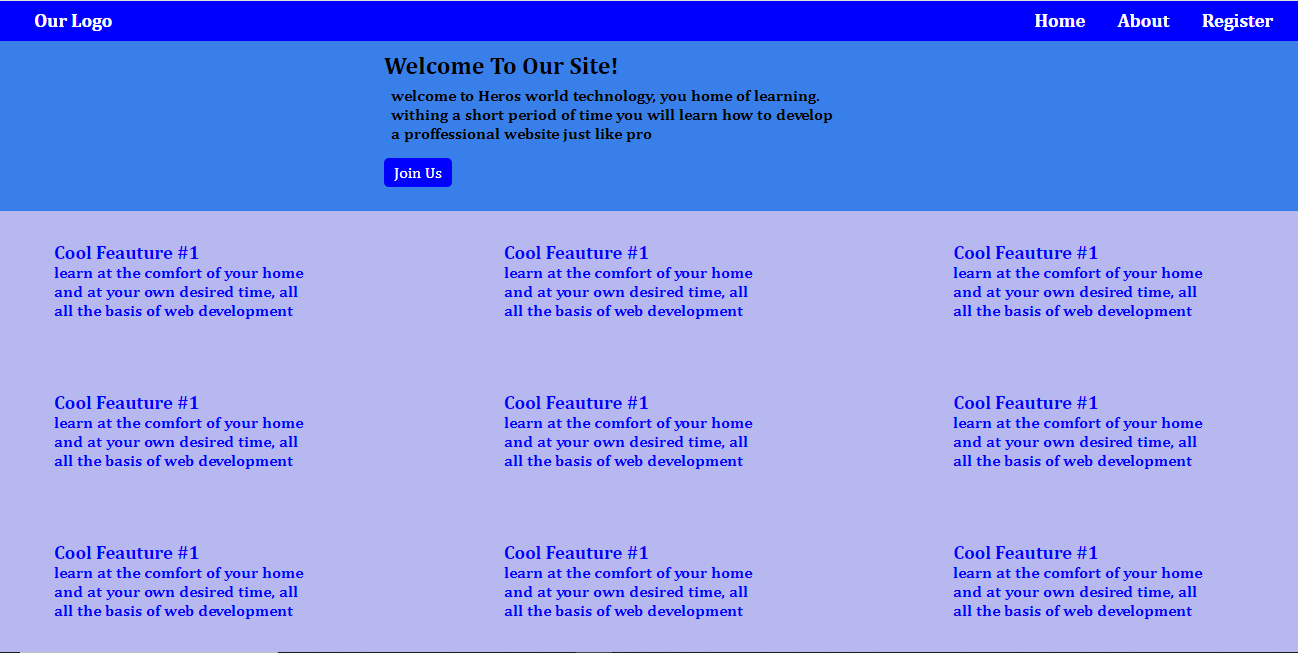 Our Logo Home About Register
Welcome To Our Site!
welcome to Heros world technology, you home of learning.
withing a short period of time you will learn how to develop
a proffessional website just like pro
Join Us
Cool Feauture #1
learn at the comfort of your home
and at your own desired time, all
all the basis of web development
Cool Feauture #1
learn at the comfort of your home
and at your own desired time, all
all the basis of web development
Cool Feauture #1
learn at the comfort of your home
and at your own desired time, all
all the basis of web development
Cool Feauture #1
learn at the comfort of your home
and at your own desired time, all
all the basis of web development
Cool Feauture #1
learn at the comfort of your home
and at your own desired time, all
all the basis of web development
Cool Feauture #1
learn at the comfort of your home
and at your own desired time, all
all the basis of web development
Cool Feauture #1
learn at the comfort of your home
and at your own desired time, all
all the basis of web development
Cool Feauture #1
learn at the comfort of your home
and at your own desired time, all
all the basis of web development
Cool Feauture #1
learn at the comfort of your home
and at your own desired time, all
all the basis of web development